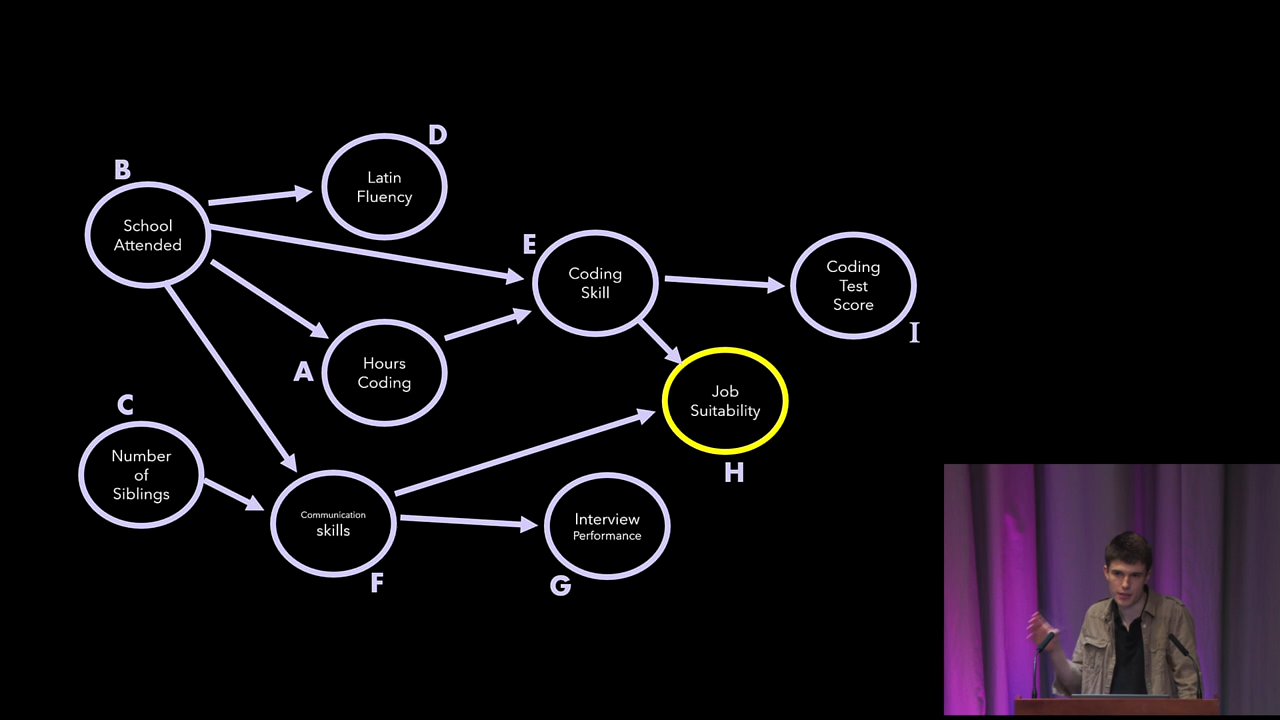 D
B
Latin
Fluency
School
Attended
E
Coding
Skill
Coding
Test
Score
I
A
Hours
Coding
Job
Suitability
H
C
Number
of
Siblings
Communication
skills
F
Interview
Performance
G